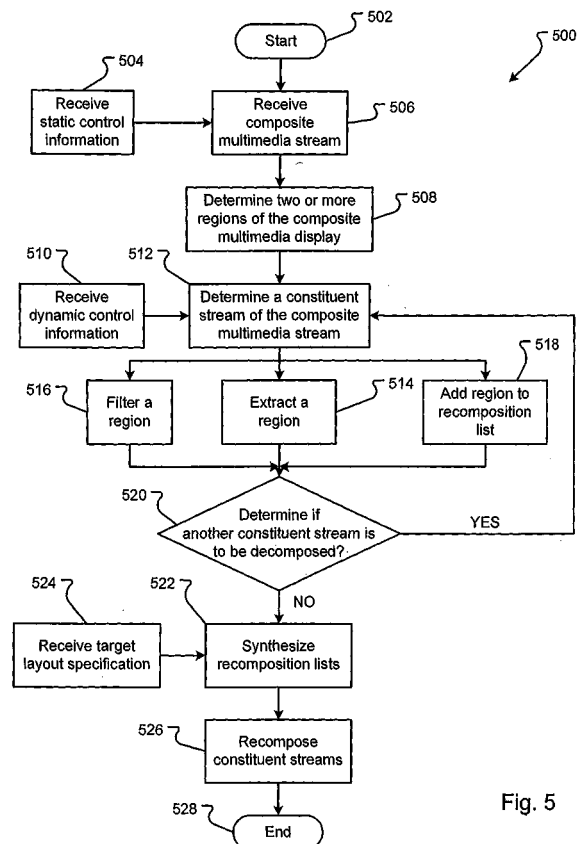 502
Start
500
504
Receive
static control
information
Receive
composite
multimedia stream
506
Determine two or more
regions of the composite
multimedia display
508
510
512
Receive
dynamic control
information
Determine a constituent
stream of the composite
multimedia stream
518
516
Filter a
region
Extract a
region
514
Add region to
recomposition
list
520
Determine if
another constituent stream is
to be decomposed?
YES
NO
524
522
Receive target
layout specification
Synthesize
recomposition lists
526
Recompose
constituent streams
528
End
Fig. 5